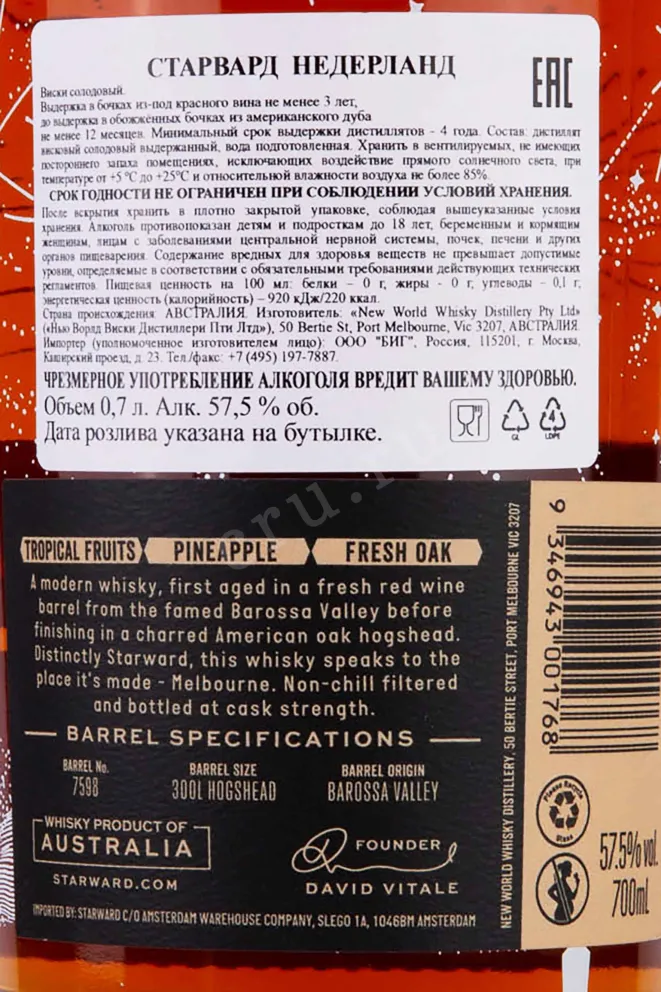 СТАРВАРД НЕДЕРЛАНД
EAC
Виски солодовый.
Выдержка в бочках из-под красного вина не менее 3 лет,
до выдержка в обожжённых бочках из американского дуба
не менее 12 месяцев. Минимальный срок выдержки дистиллятов - 4 года. Состав: дистиллят
висковый солодовый выдержанный, вода подготовленная. Хранить в вентилируемых, не имеющих
постороннего запаха помещениях, исключающих воздействие прямого солнечного света, при
температуре от +5 °С до +25°С и относительной влажности воздуха не более 85%.
СРОК ГОДНОСТИ НЕ ОГРАНИЧЕН ПРИ СОБЛЮДЕНИИ УСЛОВИЙ ХРАНЕНИЯ.
После вскрытия хранить в плотно закрытой упаковке, соблюдая вышеуказанные условия
хранения. Алкоголь противопоказан детям и подросткам до 18 лет, беременным и кормящим
женщинам, лицам с заболеваниями центральной нервной системы, почек, печени и других
органов пищеварения. Содержание вредных для здоровья веществ не превышает допустимые
уровни, определяемые в соответствии с обязательными требованиями действующих технических
регламентов. Пищевая ценность на 100 мл: белки – 0 г, жиры - 0 г, углеводы – 0,1 г,
энергетическая ценность (калорийность) – 920 кДж/220 ккал.
Страна происхождения: АВСТРАЛИЯ. Изготовитель: «New World Whisky Distillery Pty Ltd»
(«Нью Ворлд Виски Дистиллери Пти Лтд»), 50 Bertie St, Port Melbourne, Vic 3207, АВСТРАЛИЯ.
Импортер (уполномоченное изготовителем лицо): ООО "БИГ", Россия, 115201, г. Москва,
Каширский проезд, д. 23. Тел./факс: +7 (495) 197-7887.
ЧРЕЗМЕРНОЕ УПОТРЕБЛЕНИЕ АЛКОГОЛЯ ВРЕДИТ ВАШЕМУ ЗДОРОВЬЮ.
Объем 0,7 л. Алк. 57,5 % об.
Дата розлива указана на бутылке.
GL
4
LDPE
TROPICAL FRUITS PINEAPPLE FRESH OAK
A modern whisky, first aged in a fresh red wine
barrel from the famed Barossa Valley before
finishing in a charred American oak hogshead.
Distinctly Starward, this whisky speaks to the
place it's made - Melbourne. Non-chill filtered
and bottled at cask strength.
BARREL SPECIFICATIONS
BARREL No. BARREL SIZE BARREL ORIGIN
7598 300L HOGSHEAD BAROSSA VALLEY
WHISKY PRODUCT OF
AUSTRALIA
STARWARD.COM
FOUNDER
DAVID VITALE
IMPORTED BY: STARWARD C/O AMSTERDAM WAREHOUSE COMPANY, SLEGO 1A, 1046BM AMSTERDAM
NEW WORLD WHISKY DISTILLERY, 50 BERTIE STREET, PORT MELBOURNE VIC 3207
9 346943 001768
Please Recycle
Glass
57.5% vol.
700ml